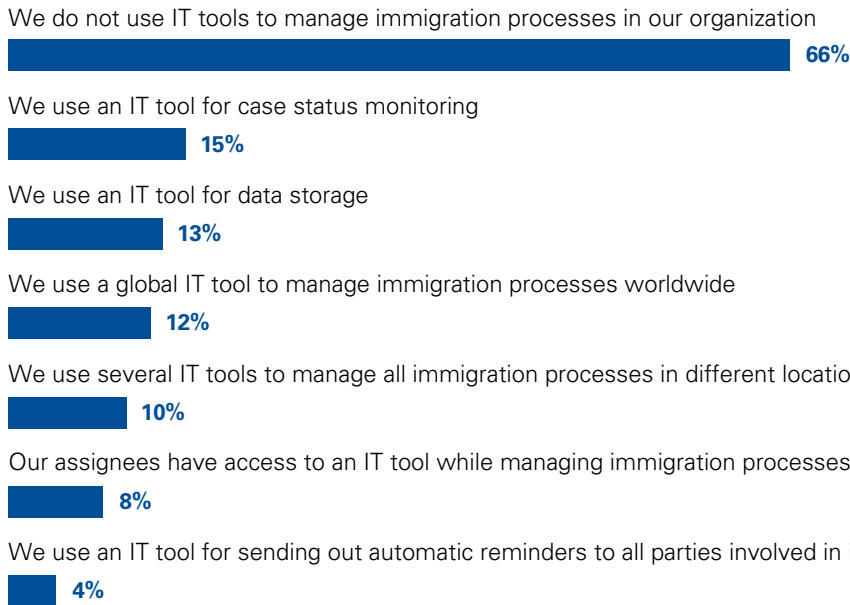 We do not use IT tools to manage immigration processes in our organization
66%
We use an IT tool for case status monitoring
15%
We use an IT tool for data storage
13%
We use a global IT tool to manage immigration processes worldwide
12%
We use several IT tools to manage all immigration processes in different locatio
10%
Our assignees have access to an IT tool while managing immigration processes
8%
We use an IT tool for sending out automatic reminders to all parties involved in
4%